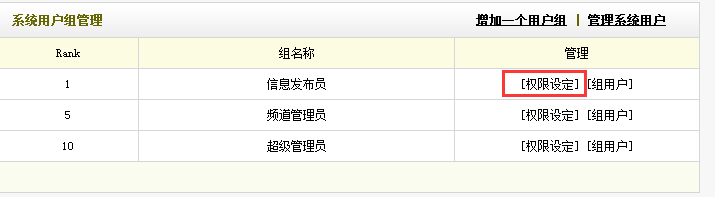 系统用户组管理 增加一个用户组 | 管理系统用户
Rank 组名称 管理
1 信息发布员 [权限设定] [组用户]
5 频道管理员 [权限设定] [组用户]
10 超级管理员 [权限设定] [组用户]